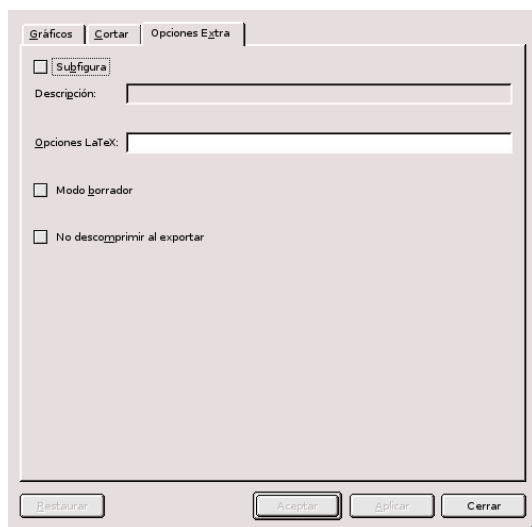 Gráficos Cortar Opciones Extra
Subfigura
Descripción:
Opciones LaTeX:
Modo borrador
No descomprimir al exportar
Restaurar Aceptar Aplicar Cerrar